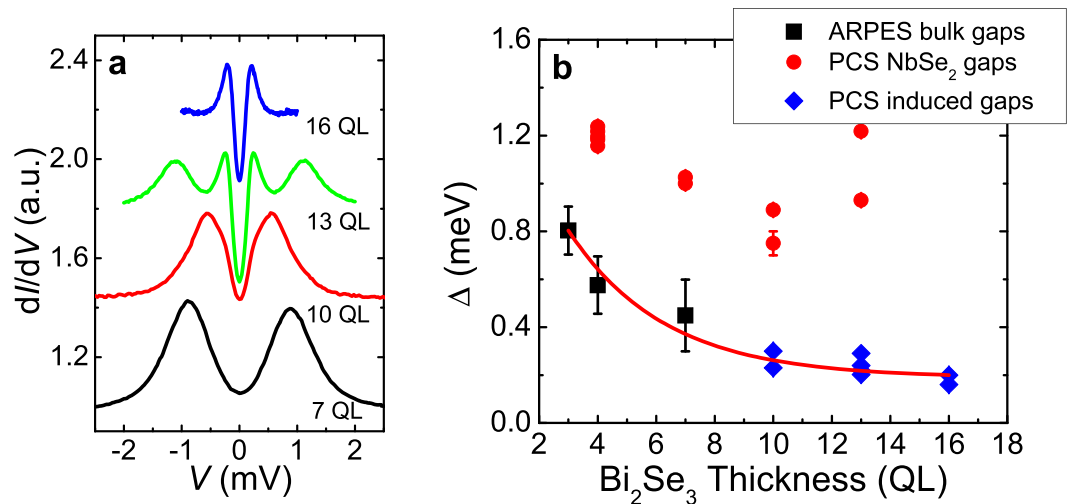 a
2.4
2.0
1.6
1.2
dI/dV (a.u.)
16 QL
13 QL
10 QL
7 QL
-2 -1 0 1 2
V (mV)
b
ARPES bulk gaps
PCS NbSe₂ gaps
PCS induced gaps
1.6
1.2
0.8
0.4
0.0
Δ (meV)
2 4 6 8 10 12 14 16 18
Bi₂Se₃ Thickness (QL)